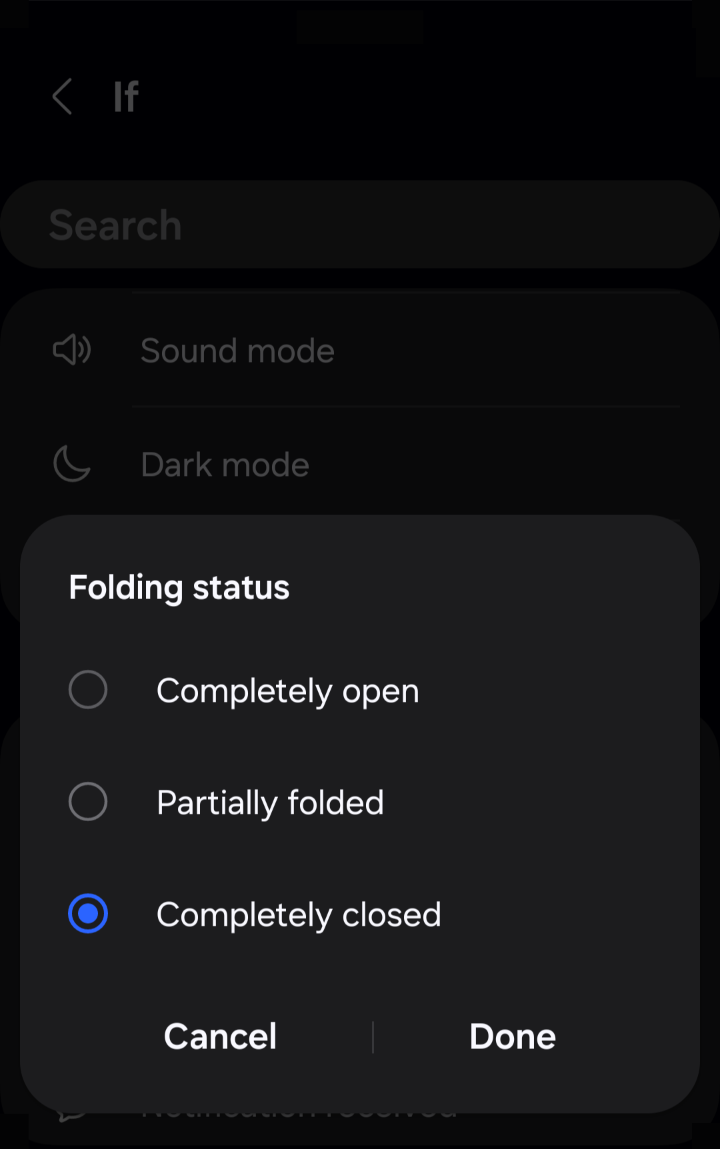 If
Search
Sound mode
Dark mode
Folding status
Completely open
Partially folded
Completely closed
Cancel
Done
Notification received